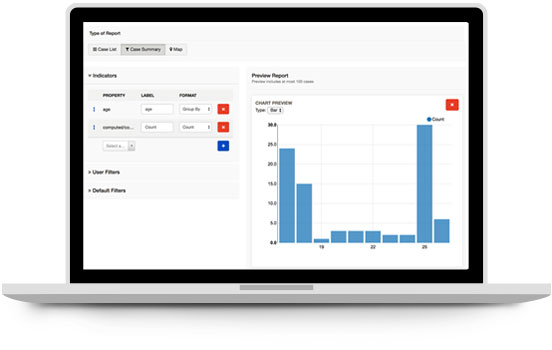 Type of Report
Case List
Case Summary
Map
Indicators
PROPERTY LABEL FORMAT
age age Group By
computed/co... Count Count
Select a...
User Filters
Default Filters
Preview Report
Preview includes at most 100 cases
CHART PREVIEW
Type: Bar
Count
30.0
25.0
20.0
15.0
10.0
5.0
0.0
19 22 25